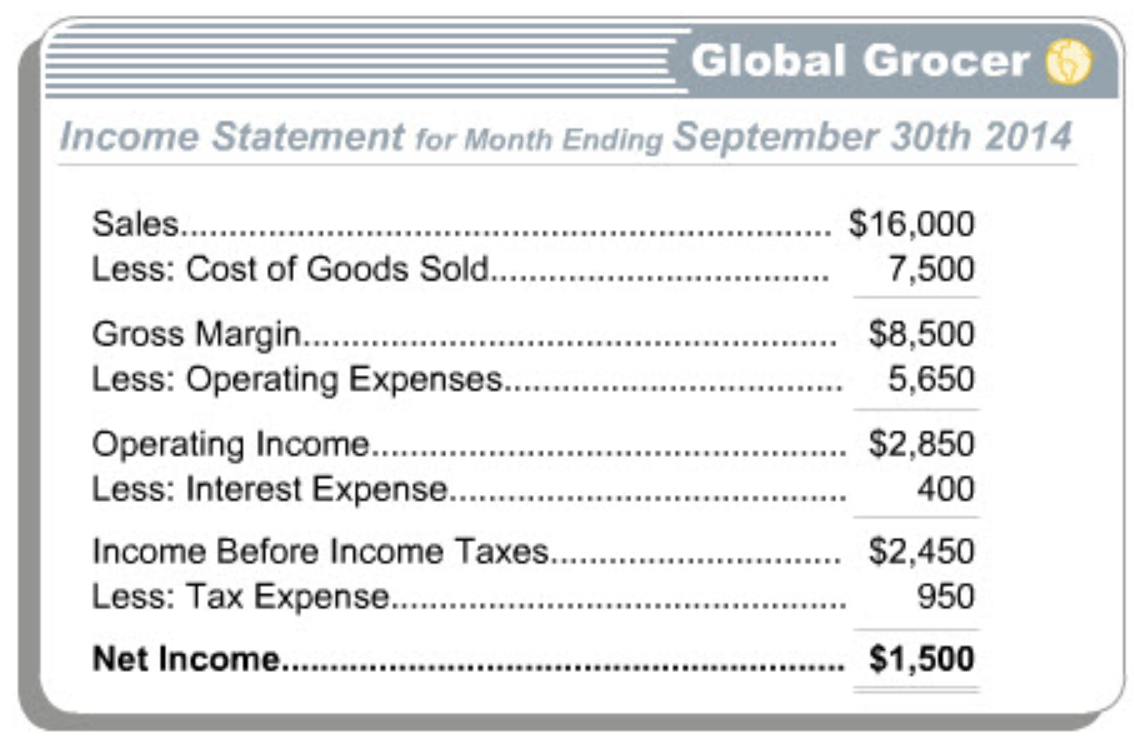 Global Grocer
Income Statement for Month Ending September 30th 2014
Sales................................................................... $16,000
Less: Cost of Goods Sold................................... 7,500
Gross Margin....................................................... $8,500
Less: Operating Expenses................................... 5,650
Operating Income................................................. $2,850
Less: Interest Expense......................................... 400
Income Before Income Taxes.............................. $2,450
Less: Tax Expense............................................... 950
Net Income.......................................................... $1,500